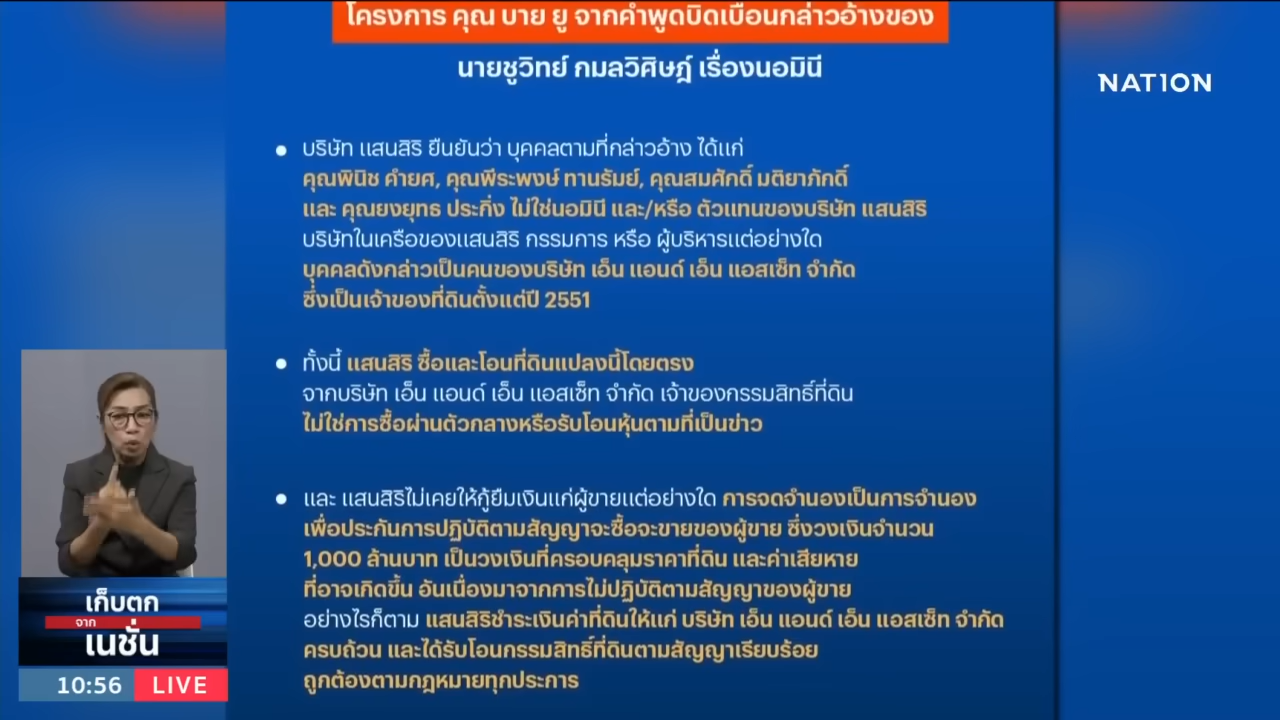 โครงการ คุณ บาย ยู จากคำพูดบิดเบือนกล่าวอ้างของ
นายชูวิทย์ กมลวิศิษฎ์ เรื่องนอมินี
NATION
• บริษัท แสนสิริ ยืนยันว่า บุคคลตามที่กล่าวอ้าง ได้แก่
คุณพินิช คำยศ, คุณพีระพงษ์ ทานรัมย์, คุณสมศักดิ์ มติยาภักดิ์
และ คุณยงยุทธ ประกิ่ง ไม่ใช่นอมินี และ/หรือ ตัวแทนของบริษัท แสนสิริ
บริษัทในเครือของแสนสิริ กรรมการ หรือ ผู้บริหารแต่อย่างใด
บุคคลดังกล่าวเป็นคนของบริษัท เอ็น แอนด์ เอ็น แอสเซ็ท จำกัด
ซึ่งเป็นเจ้าของที่ดินตั้งแต่ปี 2551
• ทั้งนี้ แสนสิริ ซื้อและโอนที่ดินแปลงนี้โดยตรง
จากบริษัท เอ็น แอนด์ เอ็น แอสเซ็ท จำกัด เจ้าของกรรมสิทธิ์ที่ดิน
ไม่ใช่การซื้อผ่านตัวกลางหรือรับโอนหุ้นตามที่เป็นข่าว
• และ แสนสิริไม่เคยให้กู้ยืมเงินแก่ผู้ขายแต่อย่างใด การจดจำนองเป็นการจำนอง
เพื่อประกันการปฏิบัติตามสัญญาจะซื้อจะขายของผู้ขาย ซึ่งวงเงินจำนวน
1,000 ล้านบาท เป็นวงเงินที่ครอบคลุมราคาที่ดิน และค่าเสียหาย
ที่อาจเกิดขึ้น อันเนื่องมาจากการไม่ปฏิบัติตามสัญญาของผู้ขาย
อย่างไรก็ตาม แสนสิริชำระเงินค่าที่ดินให้แก่ บริษัท เอ็น แอนด์ เอ็น แอสเซ็ท จำกัด
ครบถ้วน และได้รับโอนกรรมสิทธิ์ที่ดินตามสัญญาเรียบร้อย
ถูกต้องตามกฎหมายทุกประการ
เก็บตก
จาก
เนชั่น
10:56 LIVE